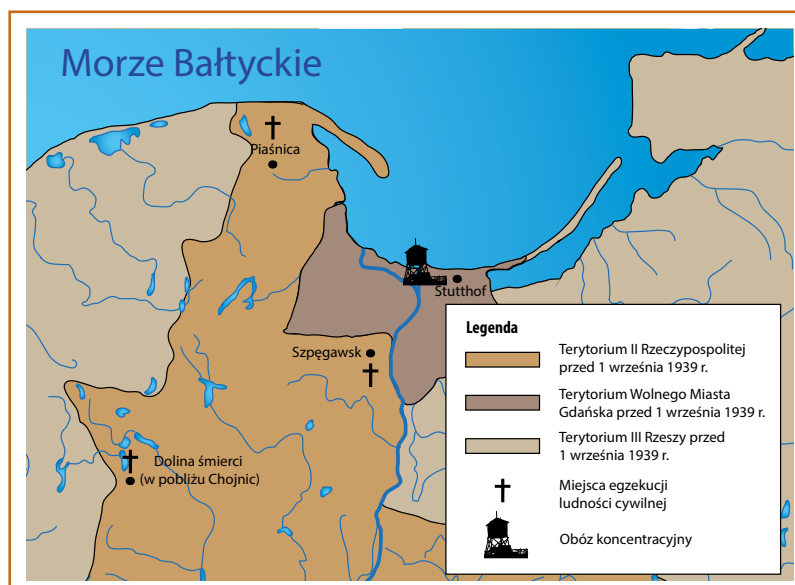 Morze Bałtyckie
Piaśnica
Stutthof
Szpęgawsk
Dolina śmierci
(w pobliżu Chojnic)
Legenda
Terytorium II Rzeczypospolitej
przed 1 września 1939 r.
Terytorium Wolnego Miasta
Gdańska przed 1 września 1939 r.
Terytorium III Rzeszy przed
1 września 1939 r.
Miejsca egzekucji
ludności cywilnej
Obóz koncentracyjny